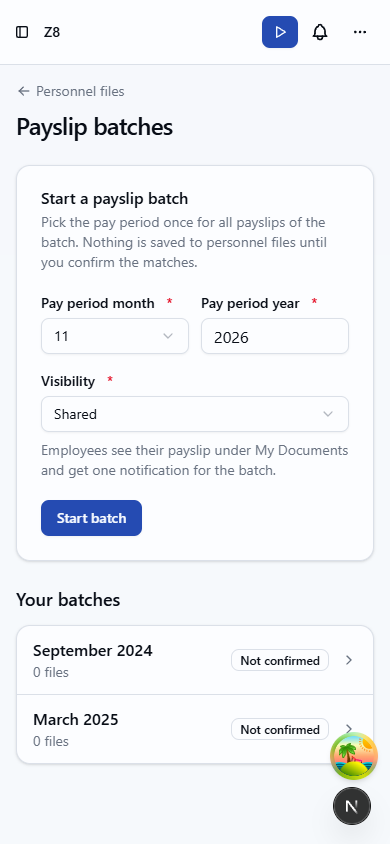 Z8
Personnel files
Payslip batches
Start a payslip batch
Pick the pay period once for all payslips of the
batch. Nothing is saved to personnel files until
you confirm the matches.
Pay period month *
Pay period year *
11
2026
Visibility *
Shared
Employees see their payslip under My Documents
and get one notification for the batch.
Start batch
Your batches
September 2024
0 files
Not confirmed
March 2025
0 files
Not confirmed
N